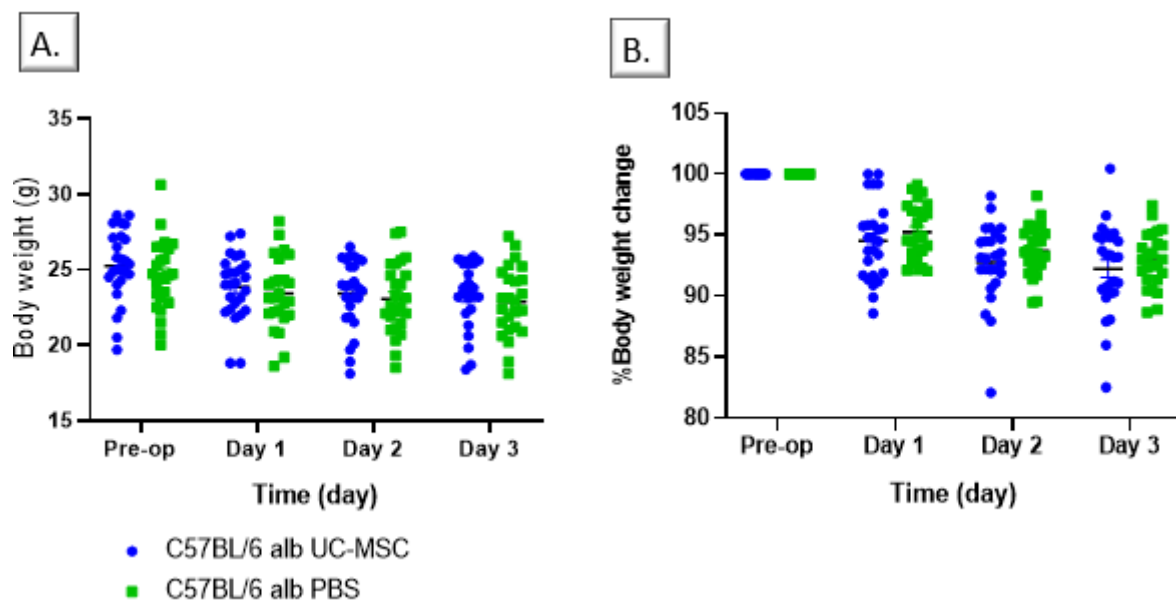 A.
Body weight (g)
35
30
25
20
15
Pre-op Day 1 Day 2 Day 3
Time (day)
C57BL/6 alb UC-MSC
C57BL/6 alb PBS
B.
%Body weight change
105
100
95
90
85
80
Pre-op Day 1 Day 2 Day 3
Time (day)